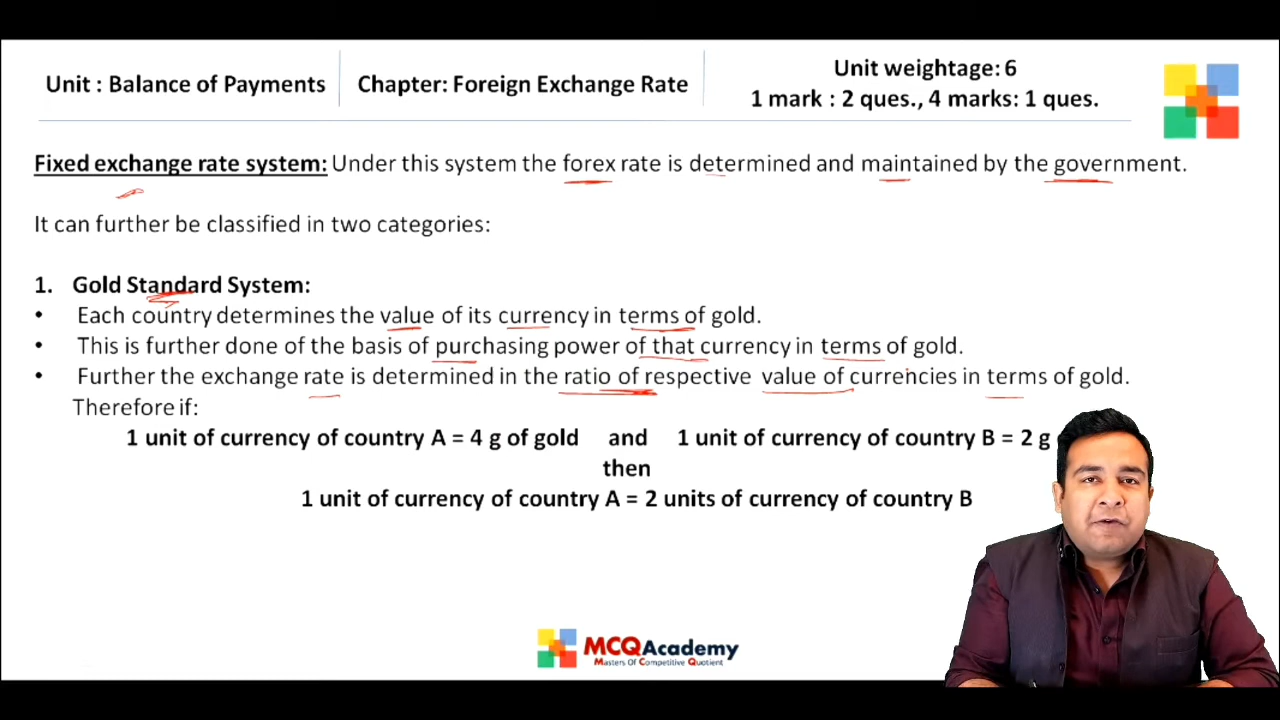 Unit : Balance of Payments
Chapter: Foreign Exchange Rate
Unit weightage: 6
1 mark : 2 ques., 4 marks: 1 ques.
Fixed exchange rate system: Under this system the forex rate is determined and maintained by the government.
It can further be classified in two categories:
1. Gold Standard System:
• Each country determines the value of its currency in terms of gold.
• This is further done of the basis of purchasing power of that currency in terms of gold.
• Further the exchange rate is determined in the ratio of respective value of currencies in terms of gold.
Therefore if:
1 unit of currency of country A = 4 g of gold and 1 unit of currency of country B = 2 g
then
1 unit of currency of country A = 2 units of currency of country B
MCQAcademy
Masters Of Competitive Quotient